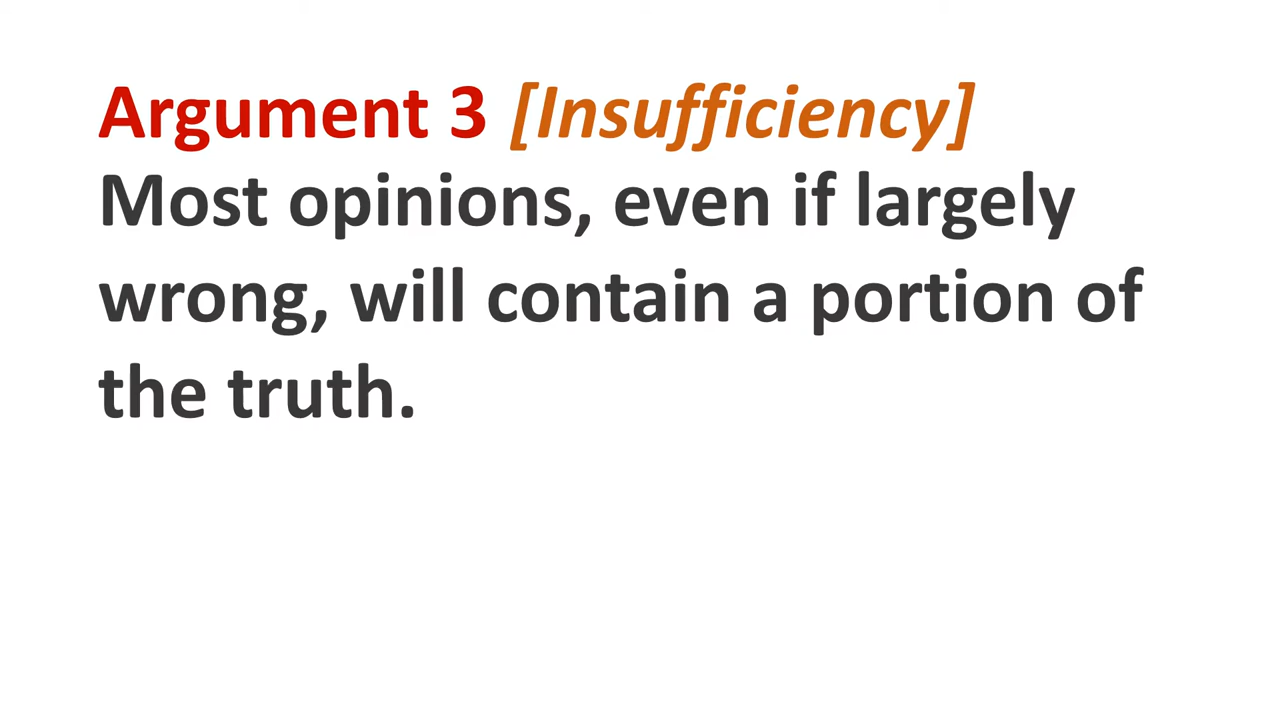 Argument 3 [Insufficiency]
Most opinions, even if largely
wrong, will contain a portion of
the truth.